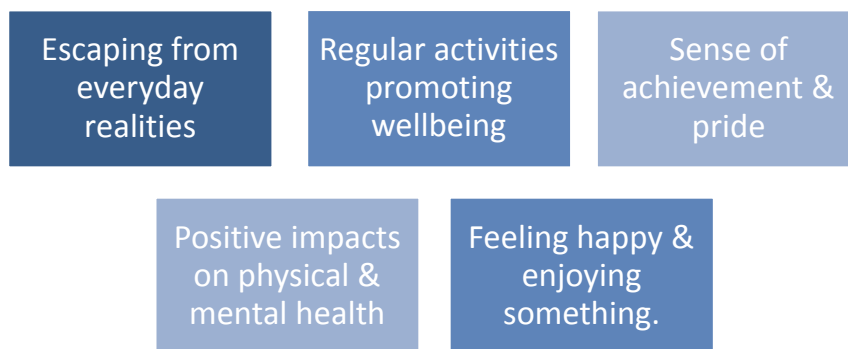 Escaping from
everyday
realities
Regular activities
promoting
wellbeing
Sense of
achievement &
pride
Positive impacts
on physical &
mental health
Feeling happy &
enjoying
something.